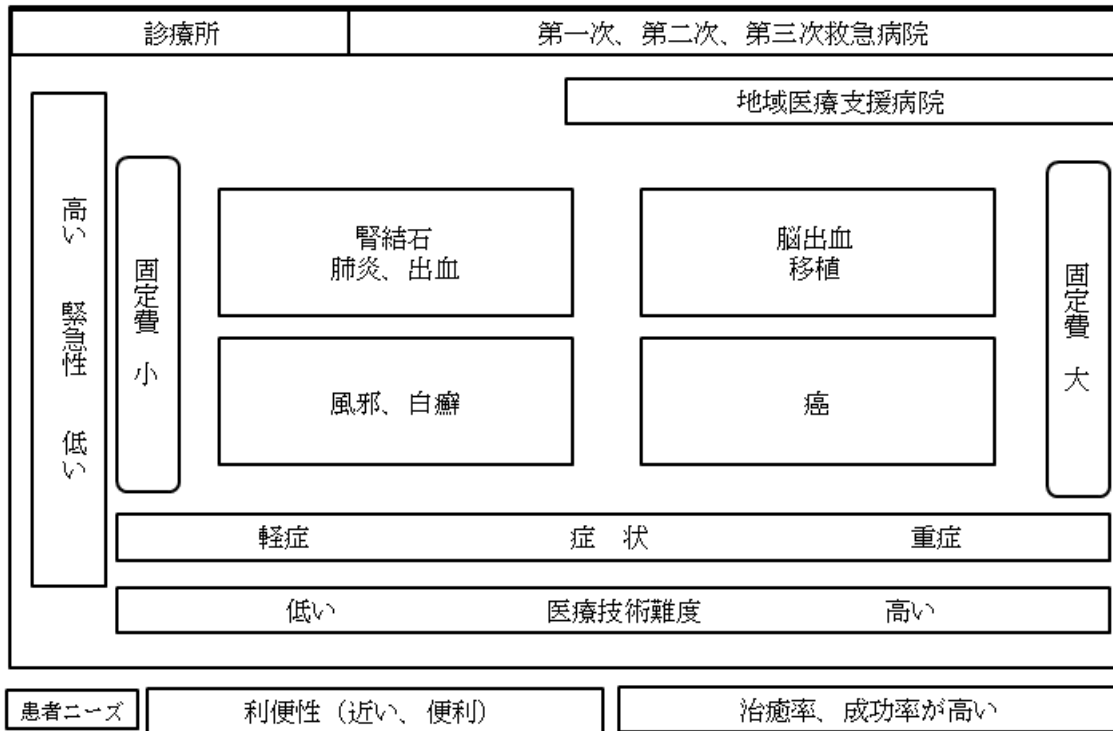 診療所
第一次、第二次、第三次救急病院
地域医療支援病院
高い 緊急性 低い
固定費 小
腎結石
肺炎、出血
脳出血
移植
固定費 大
風邪、白癬
癌
軽症 症 状 重症
低い 医療技術難度 高い
患者ニーズ
利便性（近い、便利）
治癒率、成功率が高い